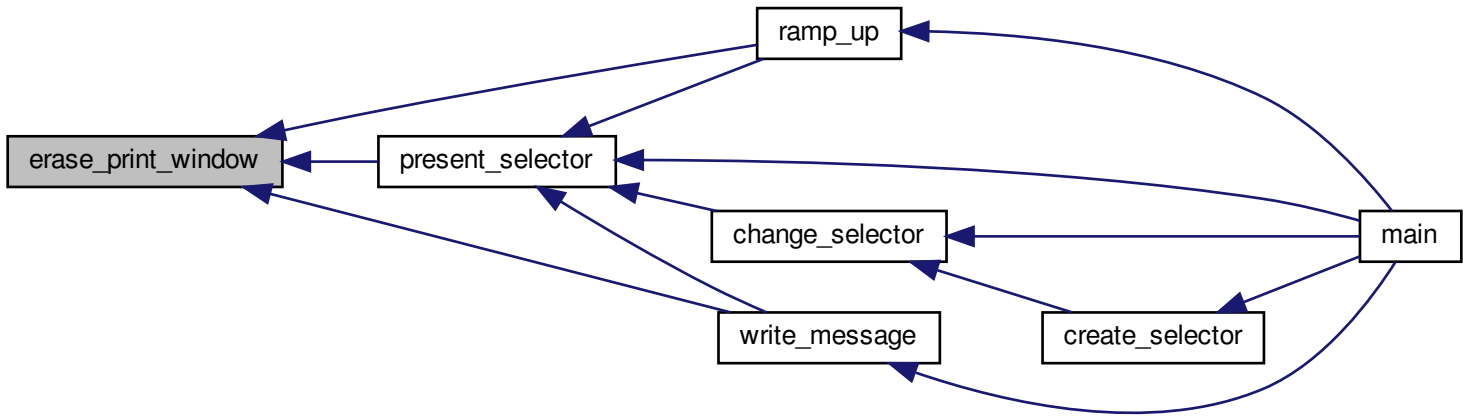 ramp_up
erase_print_window
present_selector
change_selector
main
write_message
create_selector